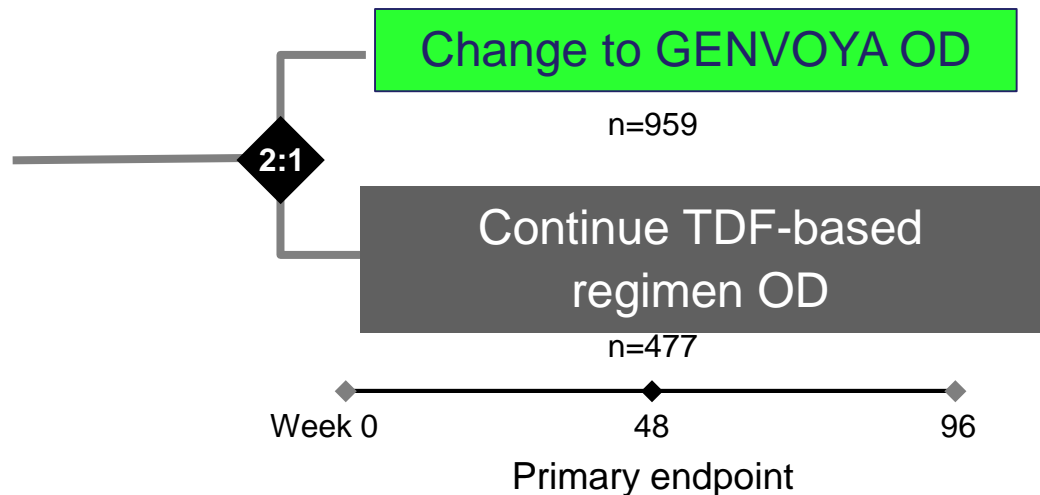 Change to GENVOYA OD
n=959
2:1
Continue TDF-based
regimen OD
n=477
Week 0 48 96
Primary endpoint